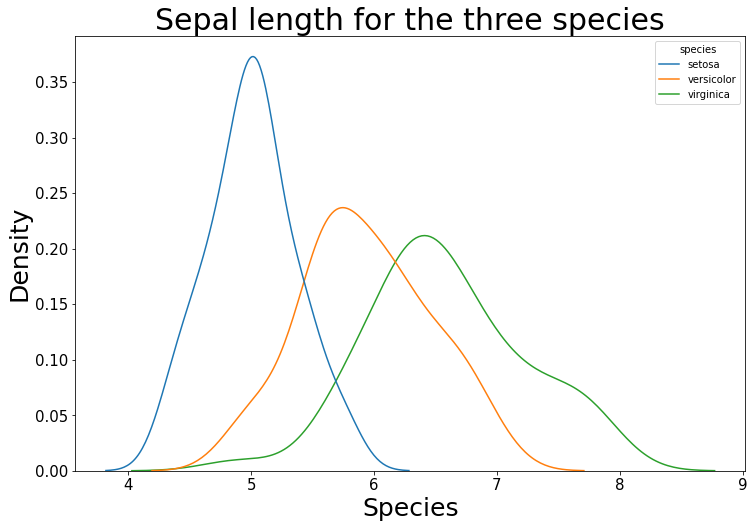 Sepal length for the three species
species
setosa
versicolor
virginica
Density
0.35
0.30
0.25
0.20
0.15
0.10
0.05
0.00
4 5 6 7 8 9
Species